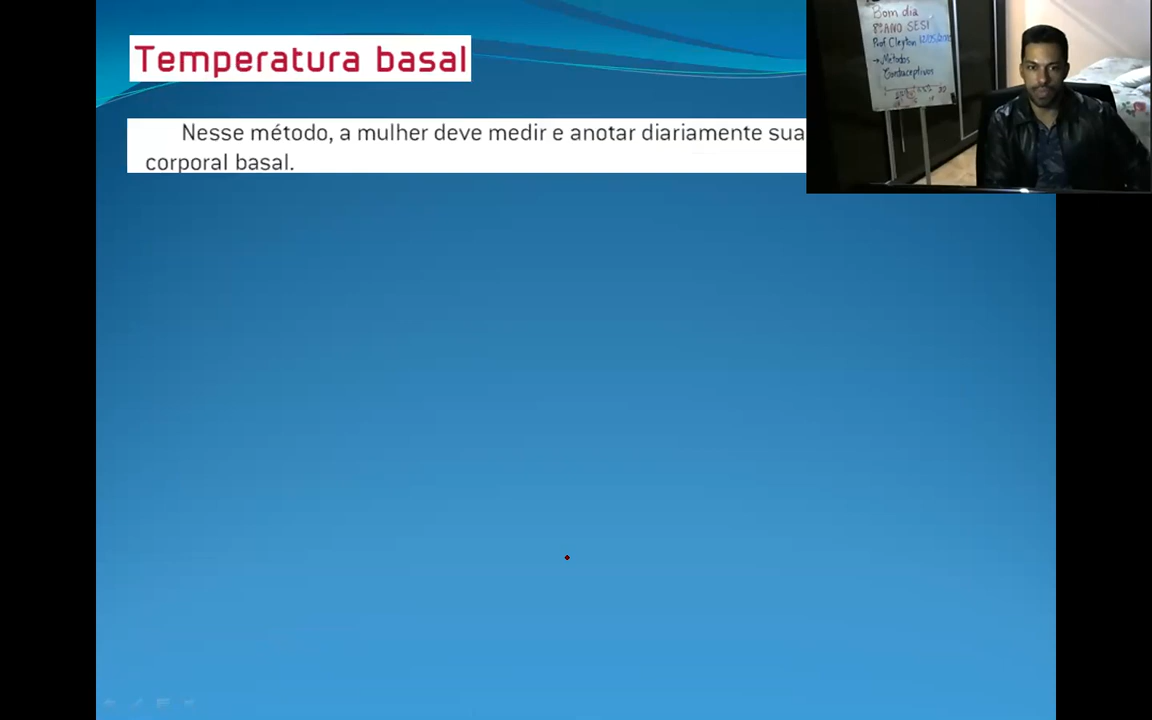 Temperatura basal
Nesse método, a mulher deve medir e anotar diariamente sua
corporal basal.
Bom dia
8º ANO SESI
Prof Cleyton
→ Métodos
Contraceptivos